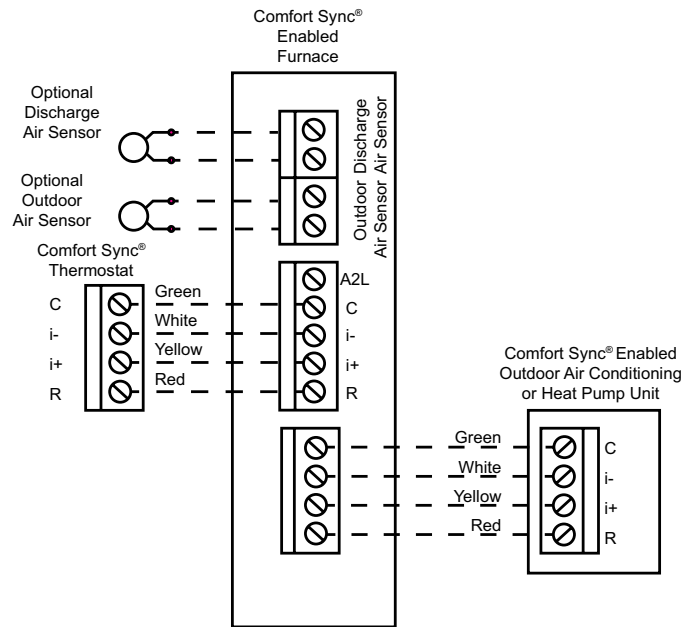 Comfort Sync®
Enabled
Furnace
Optional
Discharge
Air Sensor
Discharge
Air Sensor
Optional
Outdoor
Air Sensor
Outdoor
Air Sensor
Comfort Sync®
Thermostat
C
i-
i+
R
Green
White
Yellow
Red
A2L
C
i-
i+
R
Comfort Sync® Enabled
Outdoor Air Conditioning
or Heat Pump Unit
Green
White
Yellow
Red
C
i-
i+
R